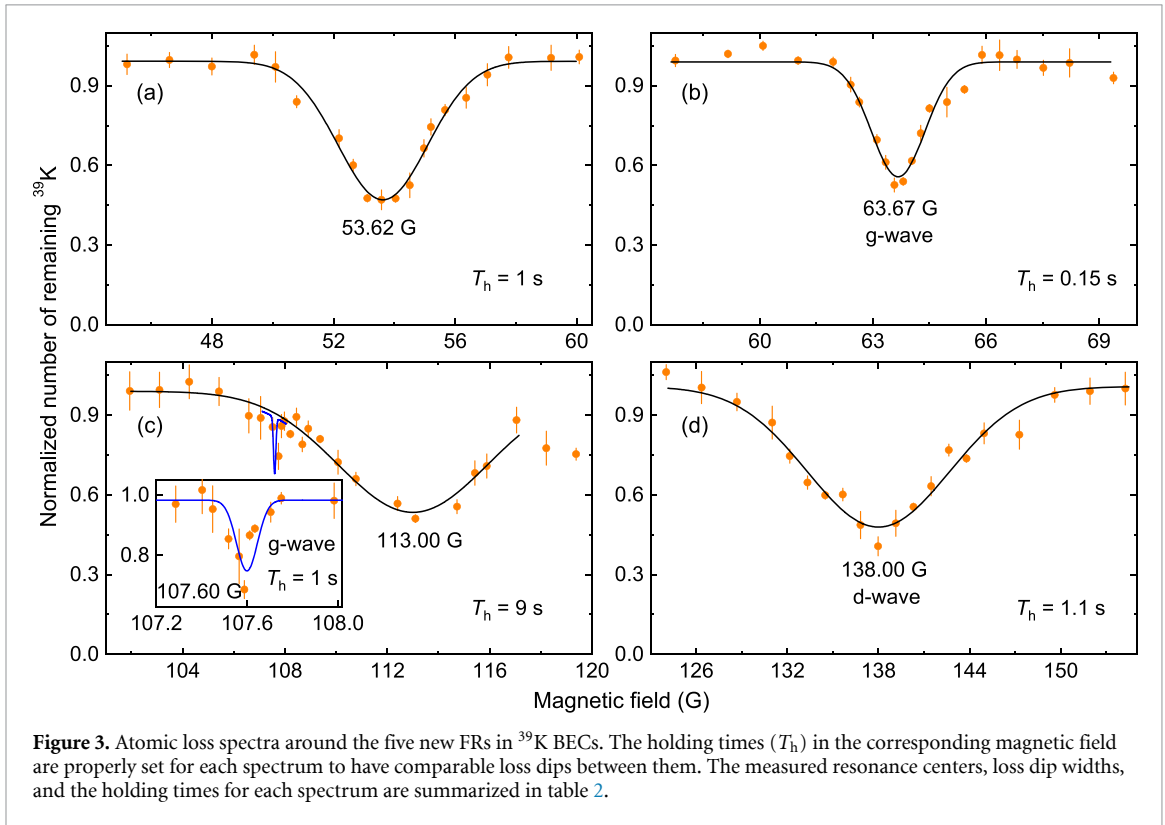 Normalized number of remaining ³⁹K
0.9
0.6
0.3
0.0
(a)
53.62 G
Tₕ = 1 s
48 52 56 60
0.9
0.6
0.3
0.0
(b)
63.67 G
g-wave
Tₕ = 0.15 s
60 63 66 69
0.9
0.6
0.3
0.0
(c)
113.00 G
1.0
0.8
g-wave
Tₕ = 1 s
107.60 G
107.2 107.6 108.0
Tₕ = 9 s
104 108 112 116 120
0.9
0.6
0.3
0.0
(d)
138.00 G
d-wave
Tₕ = 1.1 s
126 132 138 144 150
Magnetic field (G)
Figure 3. Atomic loss spectra around the five new FRs in ³⁹K BECs. The holding times (Tₕ) in the corresponding magnetic field
are properly set for each spectrum to have comparable loss dips between them. The measured resonance centers, loss dip widths,
and the holding times for each spectrum are summarized in table 2.